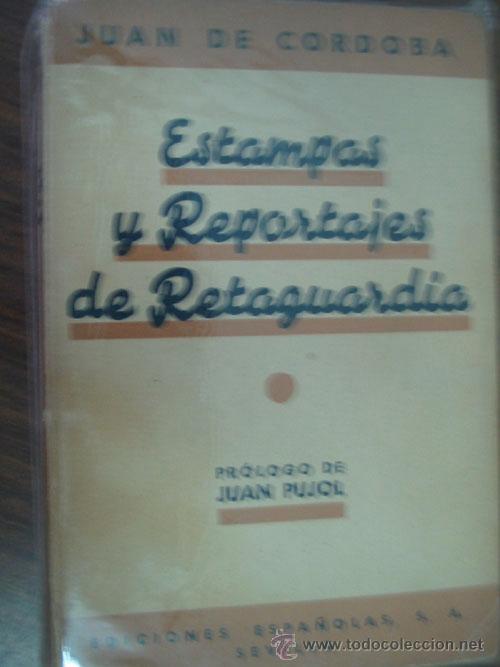 JUAN DE CORDOBA
Estampas
y Reportajes
de Retaguardia
PRÓLOGO DE
JUAN PUJOL
EDICIONES ESPAÑOLAS, S. A.
www.todocoleccion.net